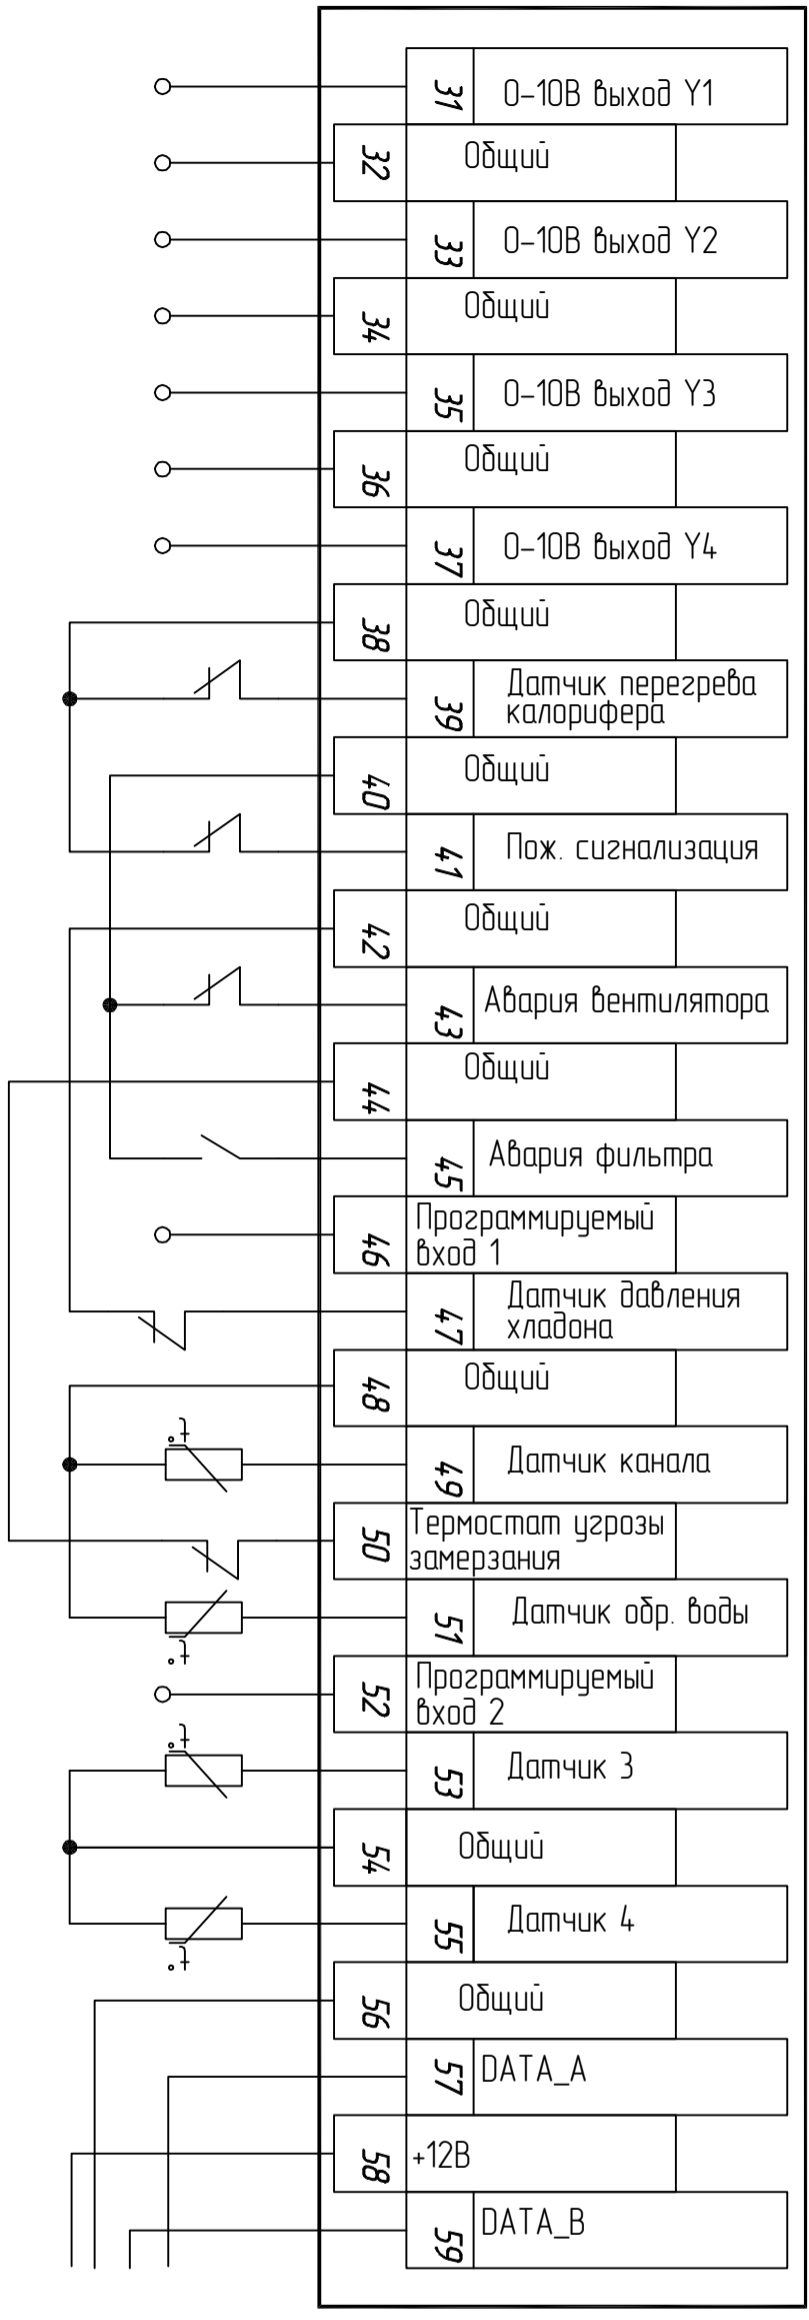 31 0-10В выход Y1
32 Общий
33 0-10В выход Y2
34 Общий
35 0-10В выход Y3
36 Общий
37 0-10В выход Y4
38 Общий
39 Датчик перегрева
калорифера
40 Общий
41 Пож. сигнализация
42 Общий
43 Авария вентилятора
44 Общий
45 Авария фильтра
46 Программируемый
вход 1
47 Датчик давления
хладона
48 Общий
t°
49 Датчик канала
50 Термостат угрозы
замерзания
51 Датчик обр. воды
t°
52 Программируемый
вход 2
t°
53 Датчик 3
54 Общий
55 Датчик 4
t°
56 Общий
57 DATA_A
58 +12В
59 DATA_B